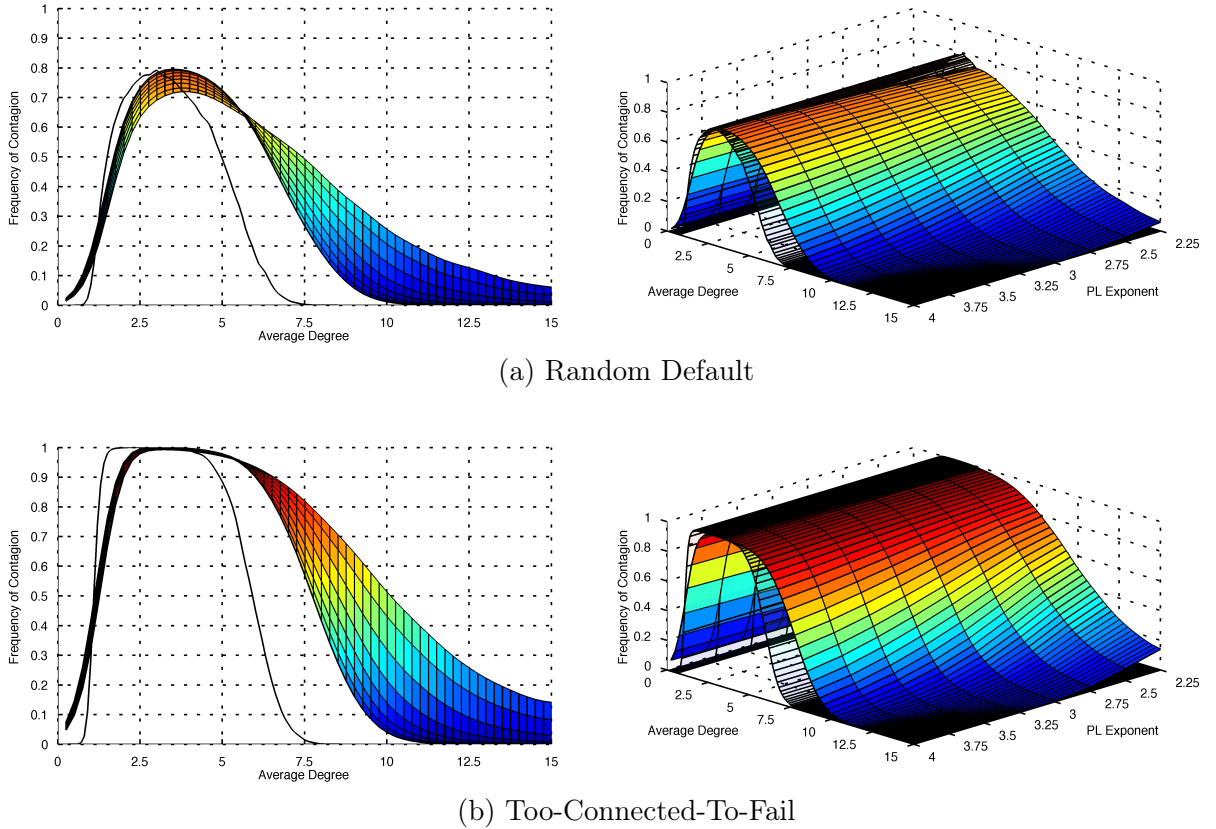 1
0.9
0.8
0.7
0.6
0.5
0.4
0.3
0.2
0.1
0
Frequency of Contagion
0 2.5 5 7.5 10 12.5 15
Average Degree
1
0.8
0.6
0.4
0.2
0
Frequency of Contagion
0 2.5 5 7.5 10 12.5 15
Average Degree
4 3.75 3.5 3.25 3 2.75 2.5 2.25
PL Exponent
(a) Random Default
1
0.9
0.8
0.7
0.6
0.5
0.4
0.3
0.2
0.1
0
Frequency of Contagion
0 2.5 5 7.5 10 12.5 15
Average Degree
1
0.8
0.6
0.4
0.2
0
Frequency of Contagion
0 2.5 5 7.5 10 12.5 15
Average Degree
4 3.75 3.5 3.25 3 2.75 2.5 2.25
PL Exponent
(b) Too-Connected-To-Fail